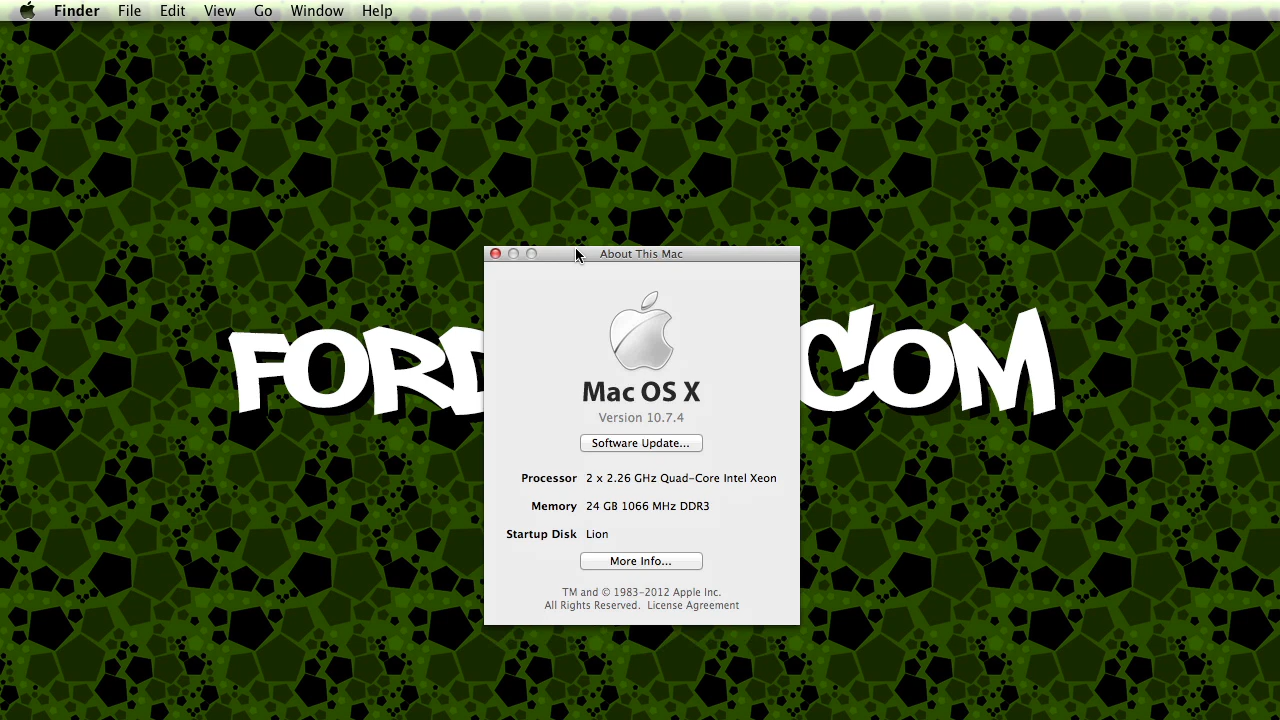 Finder File Edit View Go Window Help
About This Mac
Mac OS X
Version 10.7.4
Software Update...
Processor 2 x 2.26 GHz Quad-Core Intel Xeon
Memory 24 GB 1066 MHz DDR3
Startup Disk Lion
More Info...
TM and © 1983–2012 Apple Inc.
All Rights Reserved. License Agreement
.COM